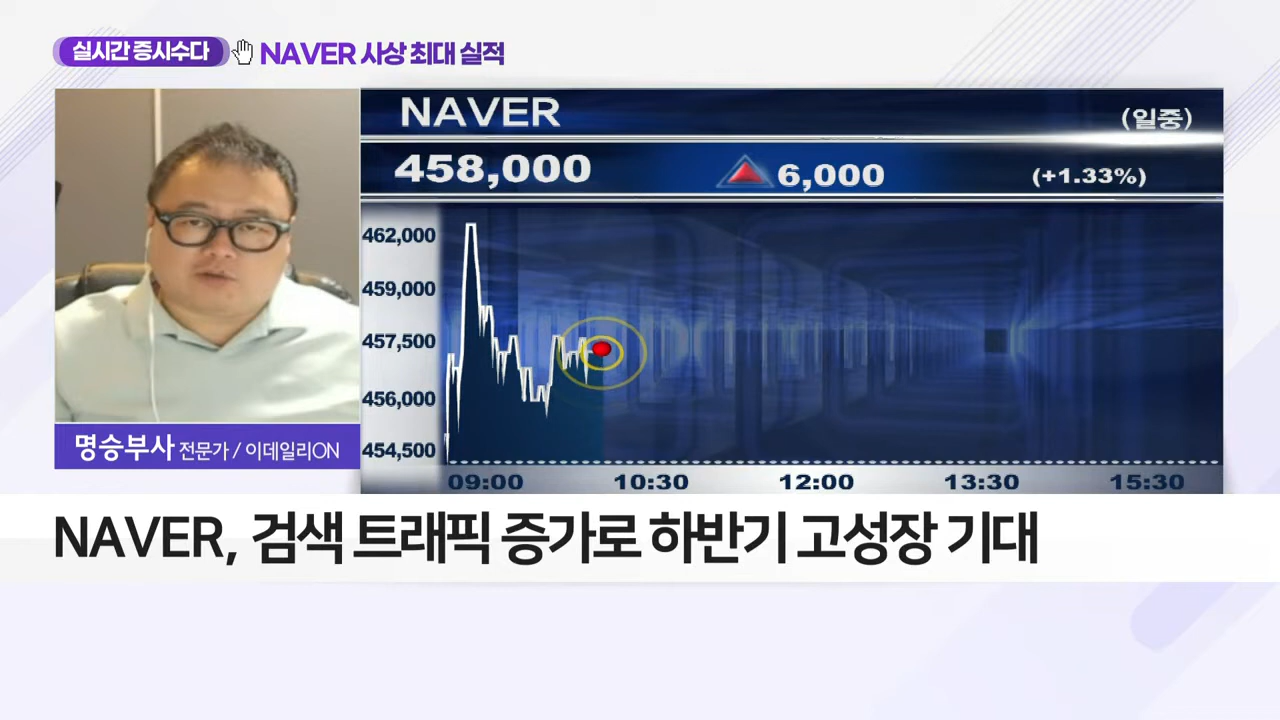 실시간 증시수다 NAVER 사상 최대 실적
NAVER (일중)
458,000 6,000 (+1.33%)
462,000
459,000
457,500
456,000
454,500
09:00 10:30 12:00 13:30 15:30
명승부사 전문가 / 이데일리ON
NAVER, 검색 트래픽 증가로 하반기 고성장 기대